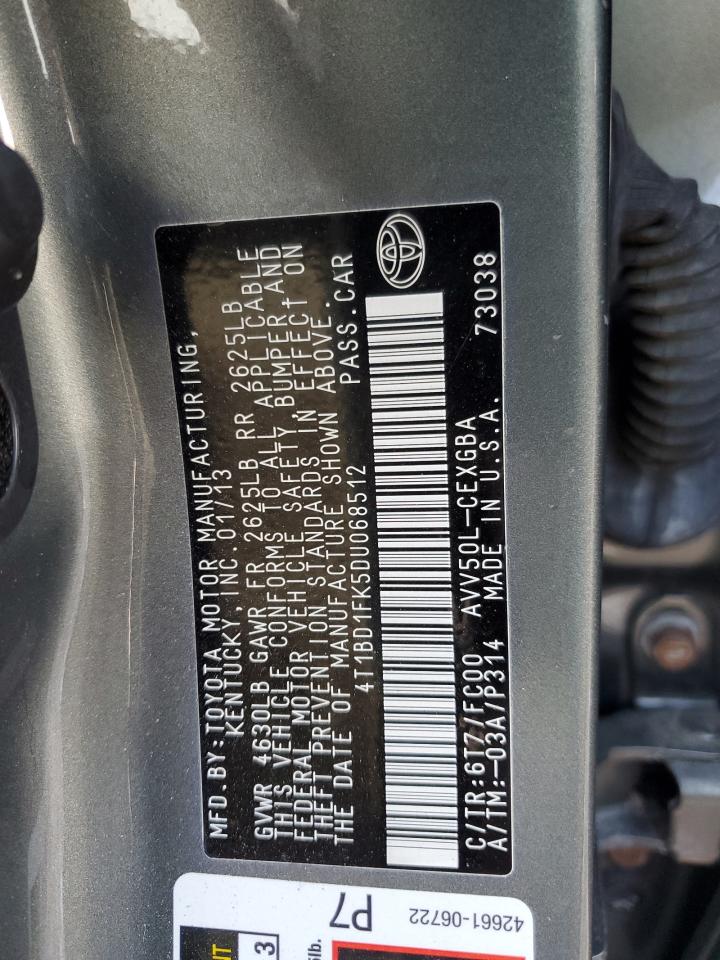 MFD.BY:TOYOTA MOTOR MANUFACTURING,
KENTUCKY, INC. 01/13
GVWR 4630LB GAWR FR 2625LB RR 2625LB
THIS VEHICLE CONFORMS TO ALL APPLICABLE
FEDERAL MOTOR VEHICLE SAFETY, BUMPER, AND
THEFT PREVENTION STANDARDS IN EFFECT ON
THE DATE OF MANUFACTURE SHOWN ABOVE.
4T1BD1FK5DU068512 PASS.CAR
C/TR:6T7/FC00 AVV50L-CEXGBA
A/TM:-03A/P314 MADE IN U.S.A. 73038
P7
42661-06722
NT
3
lb.